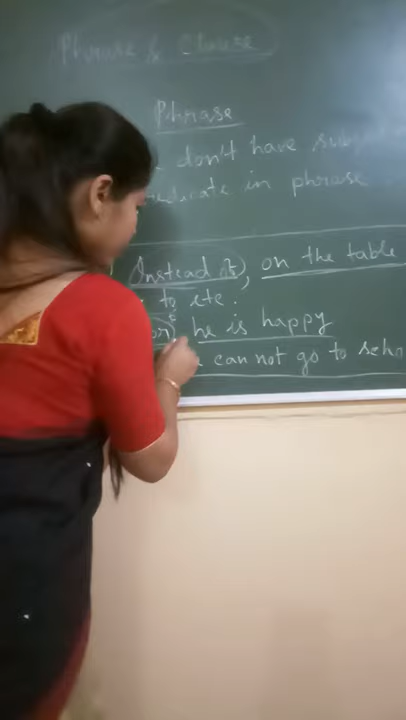 Phrase & Clause
Phrase
don't have
in phrase
Instead of, on the table
to etc.
he is happy
can not go to scho